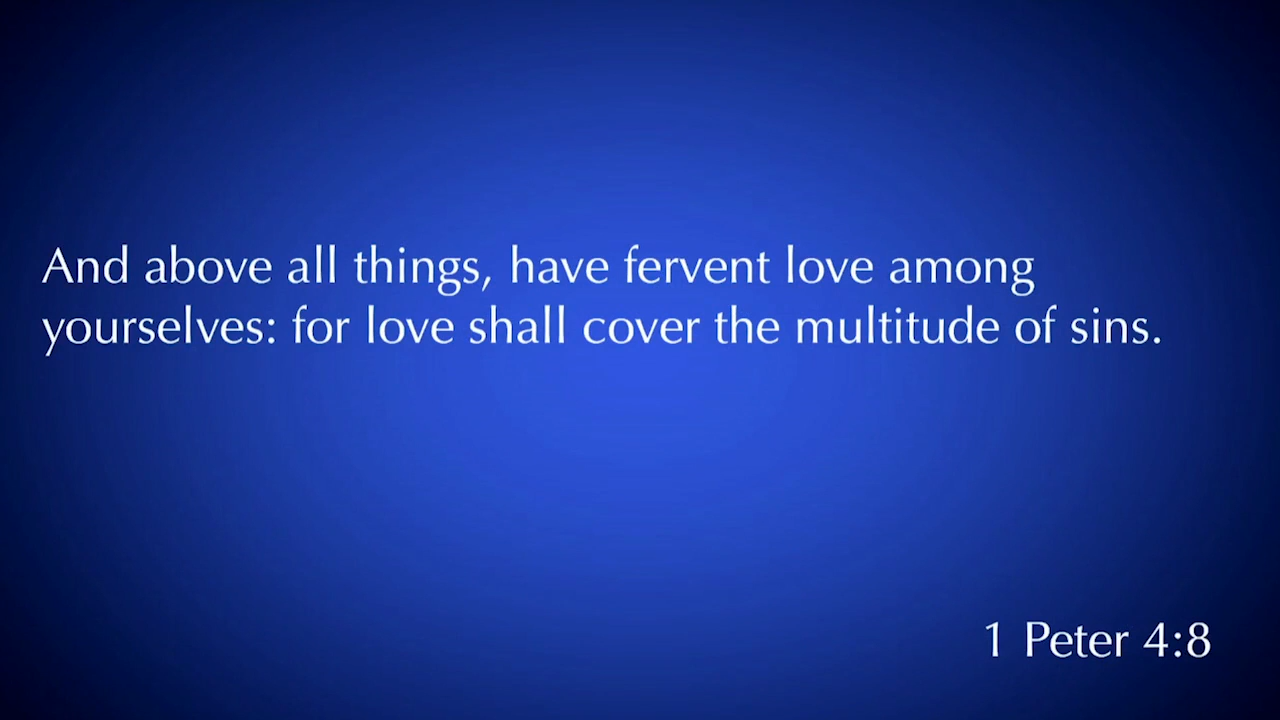 And above all things, have fervent love among
yourselves: for love shall cover the multitude of sins.
1 Peter 4:8